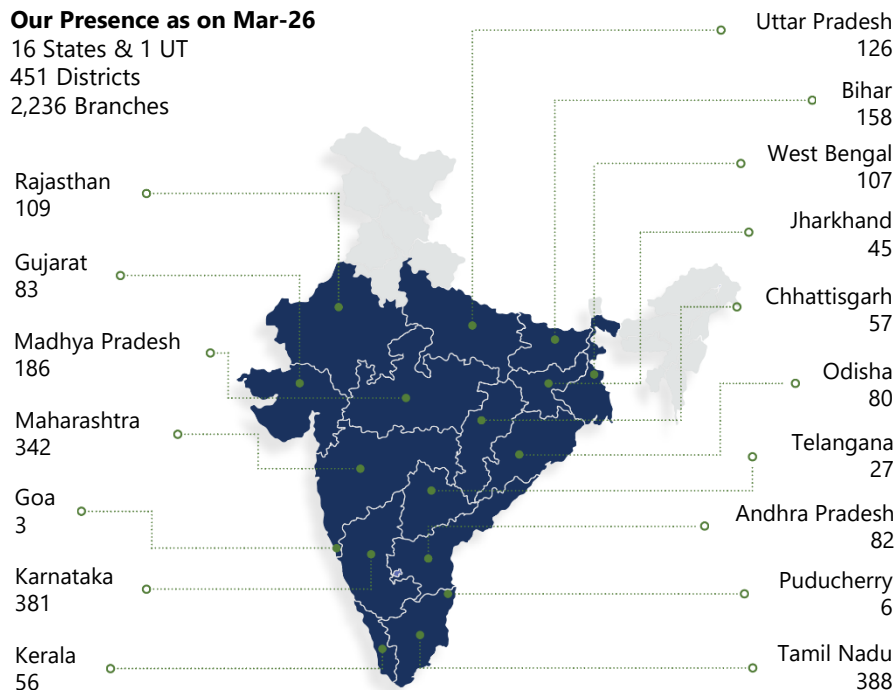 Our Presence as on Mar-26
16 States & 1 UT
451 Districts
2,236 Branches
Rajasthan
109
Gujarat
83
Madhya Pradesh
186
Maharashtra
342
Goa
3
Karnataka
381
Kerala
56
Uttar Pradesh
126
Bihar
158
West Bengal
107
Jharkhand
45
Chhattisgarh
57
Odisha
80
Telangana
27
Andhra Pradesh
82
Puducherry
6
Tamil Nadu
388